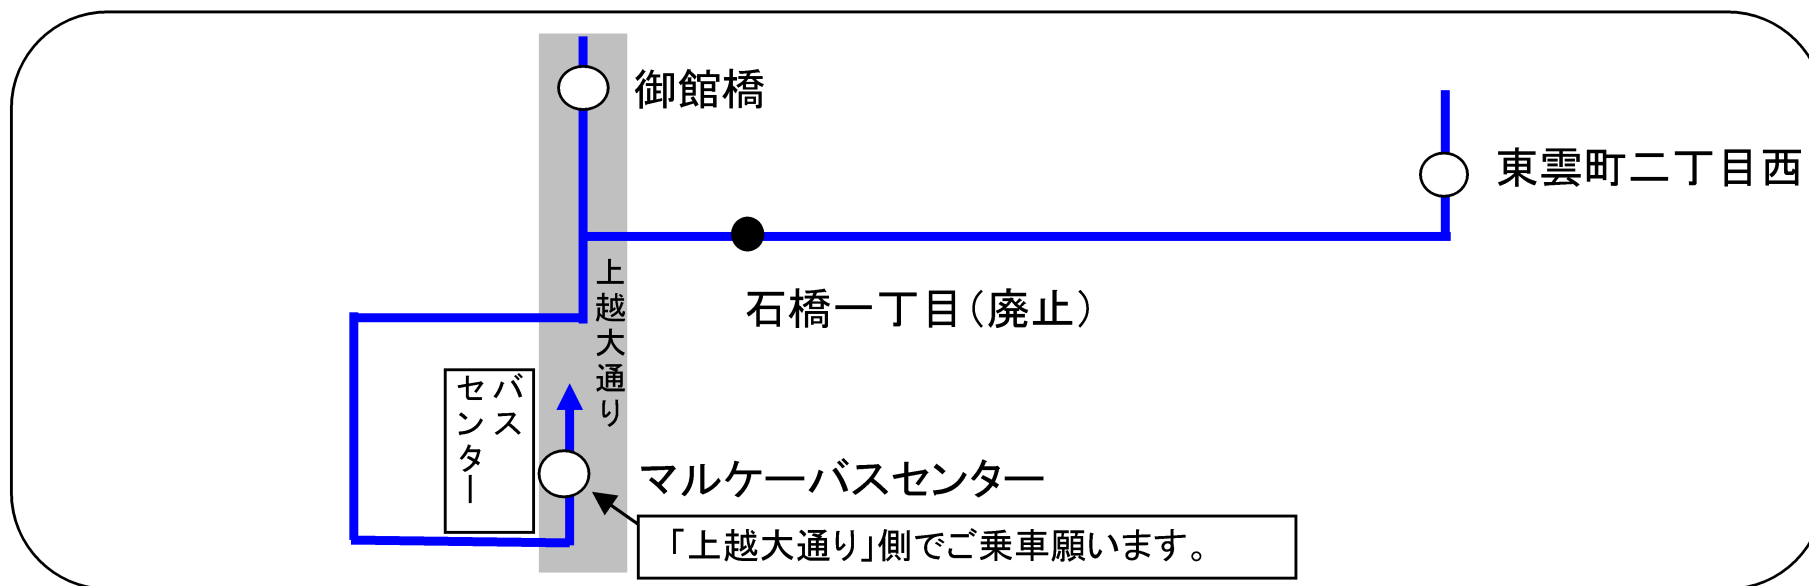 御館橋
東雲町二丁目西
石橋一丁目（廃止）
上越大通り
バス
センター
マルケーバスセンター
「上越大通り」側でご乗車願います。